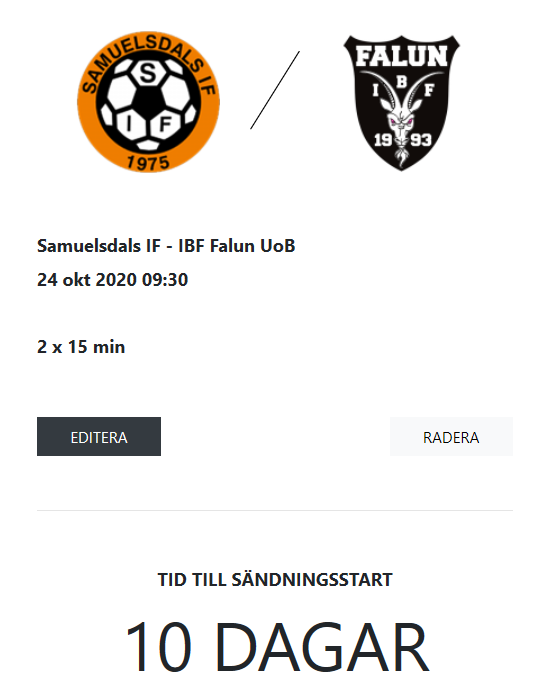 SAMUELSDALS IF
S
I F
1975
FALUN
I B F
19 93
Samuelsdals IF - IBF Falun UoB
24 okt 2020 09:30
2 x 15 min
EDITERA
RADERA
TID TILL SÄNDNINGSSTART
10 DAGAR